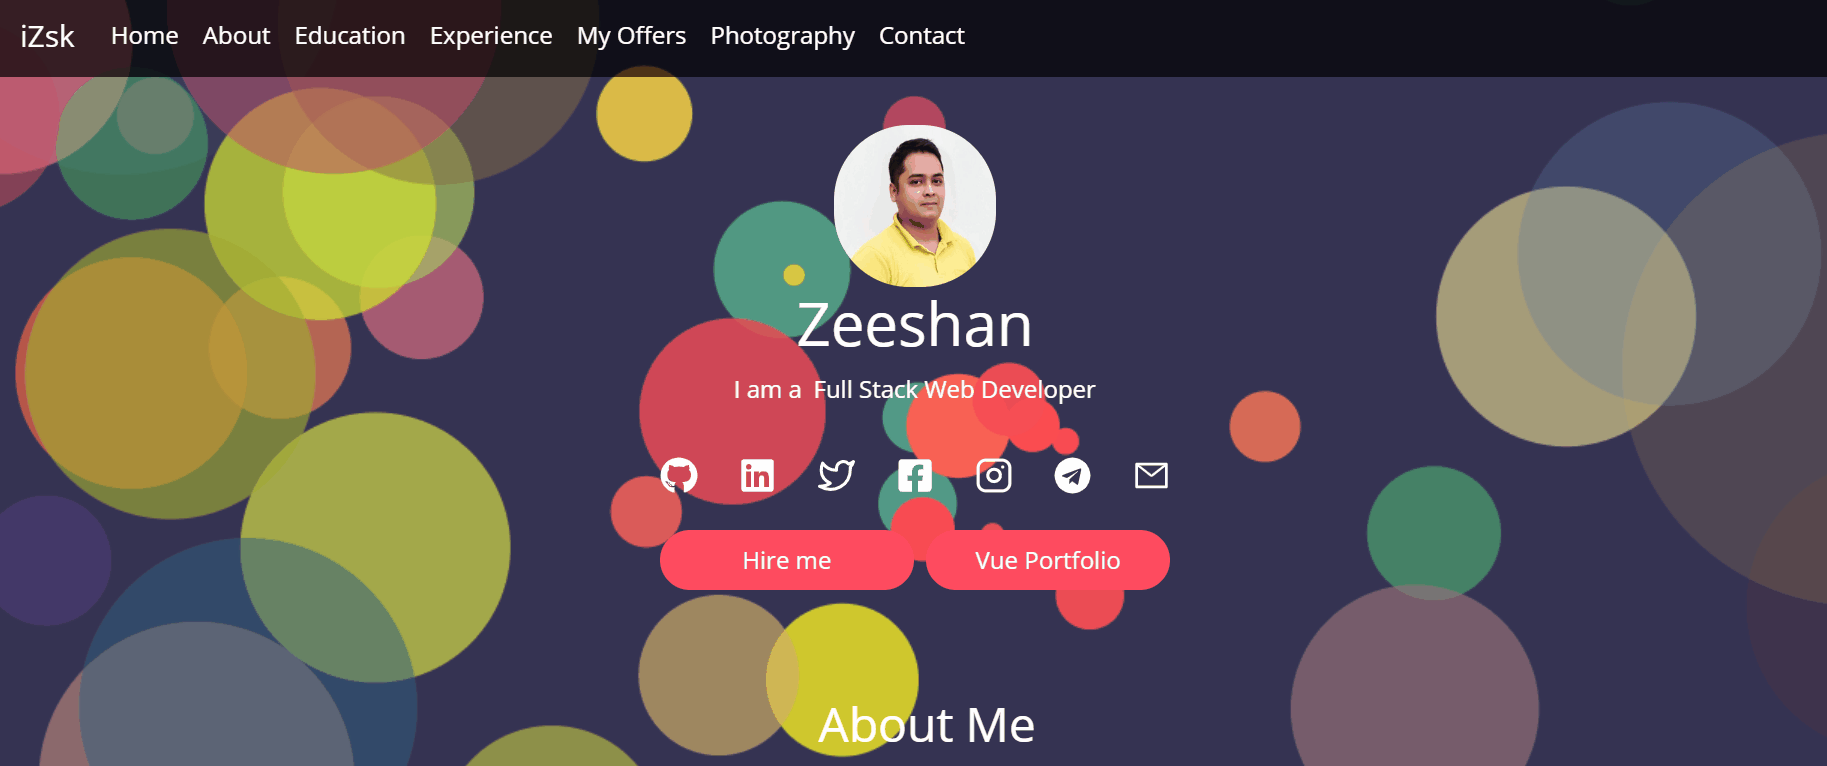 iZsk Home About Education Experience My Offers Photography Contact
Zeeshan
I am a Full Stack Web Developer
Hire me Vue Portfolio
About Me